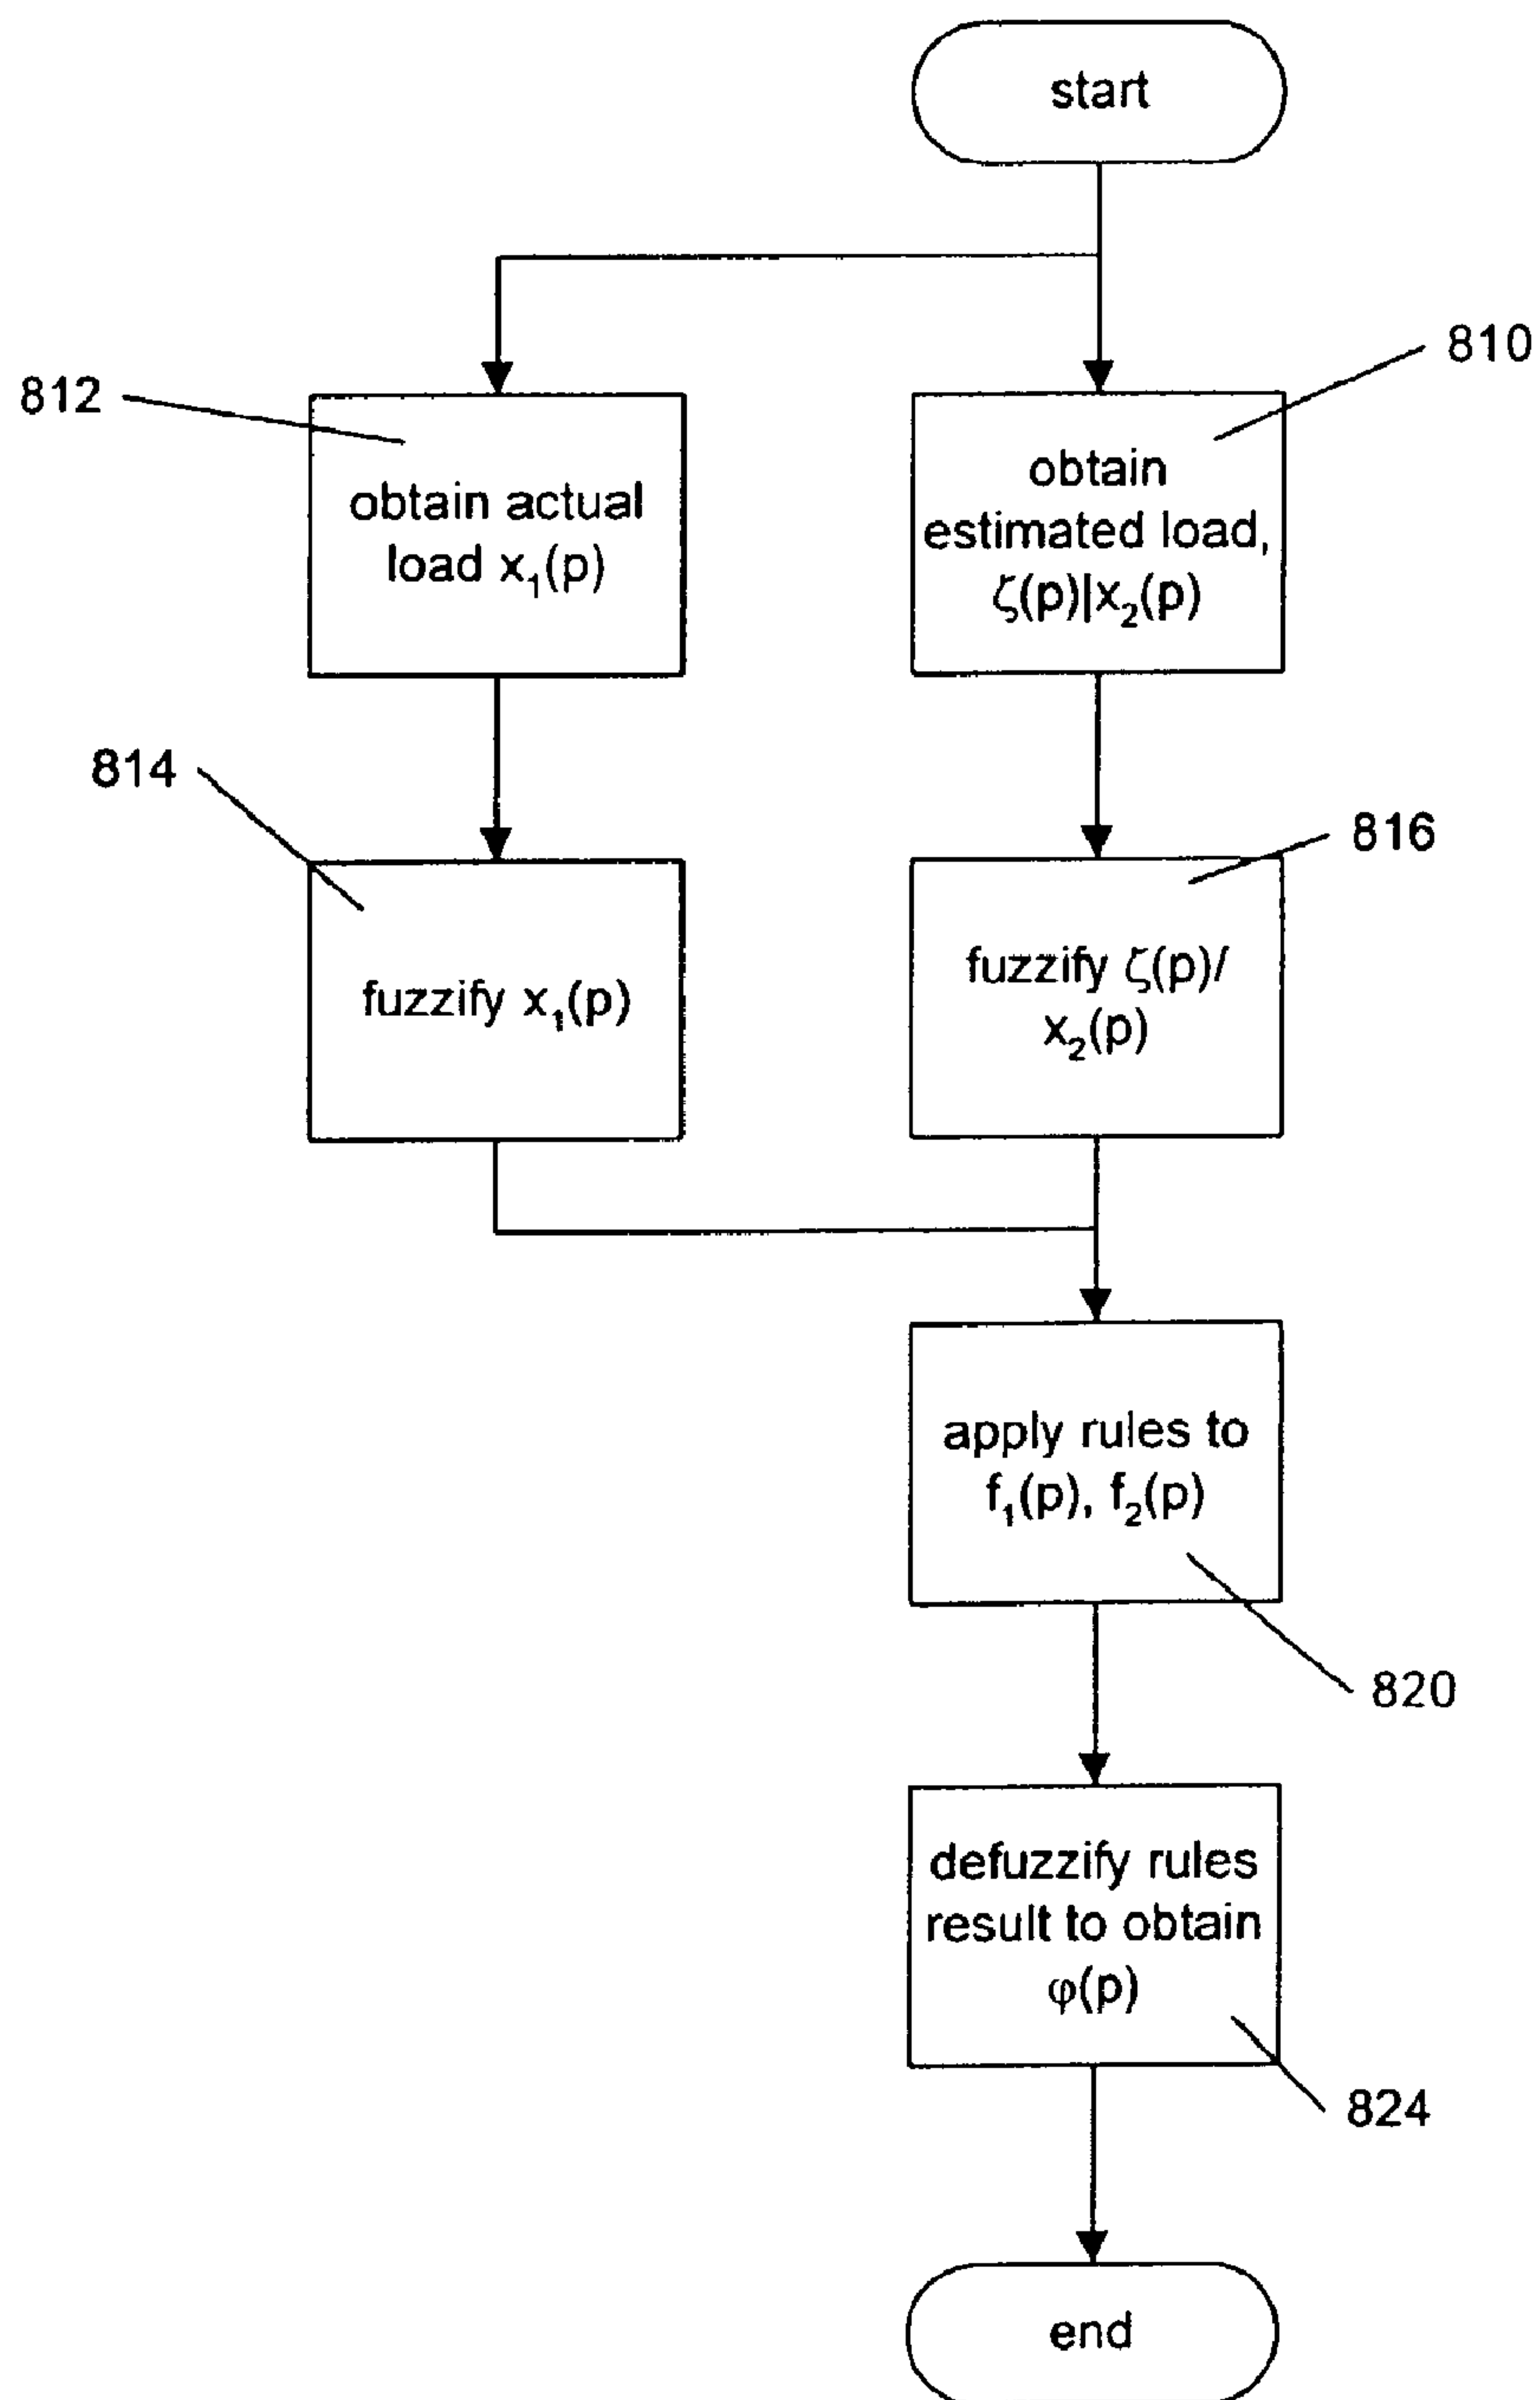 start
810
812
obtain actual
load x₁(p)
obtain
estimated load,
ζ(p)|x₂(p)
814
816
fuzzify x₁(p)
fuzzify ζ(p)/
x₂(p)
apply rules to
f₁(p), f₂(p)
820
defuzzify rules
result to obtain
φ(p)
824
end